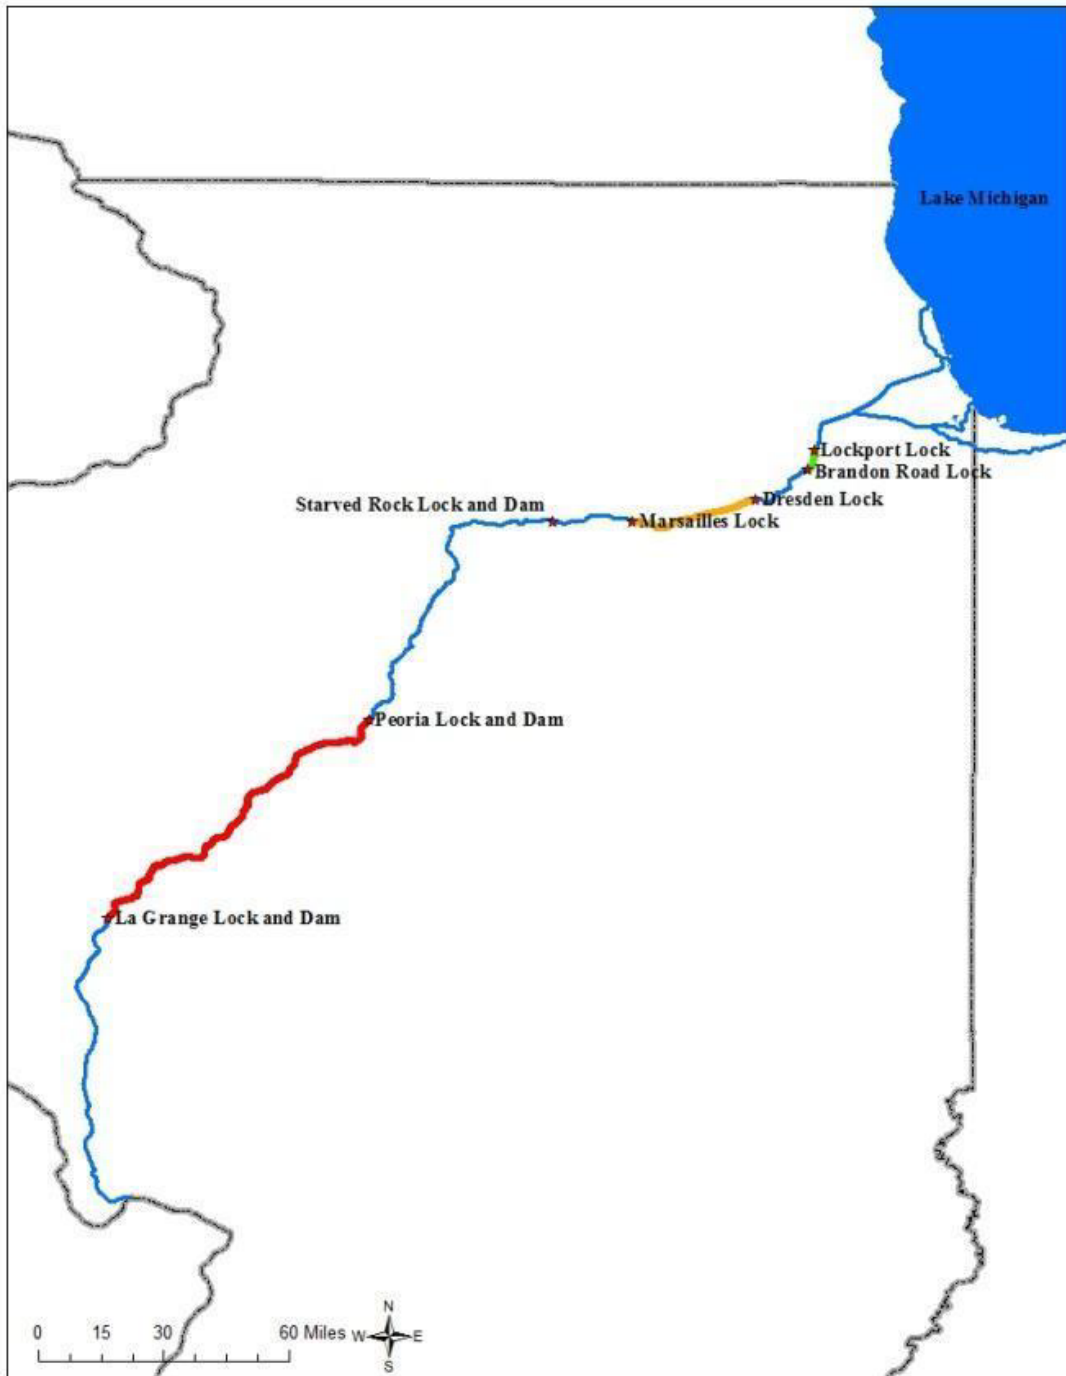 Lake Michigan
Lockport Lock
Brandon Road Lock
Dresden Lock
Starved Rock Lock and Dam
Marsailles Lock
Peoria Lock and Dam
La Grange Lock and Dam
N
W E
S
0 15 30 60 Miles